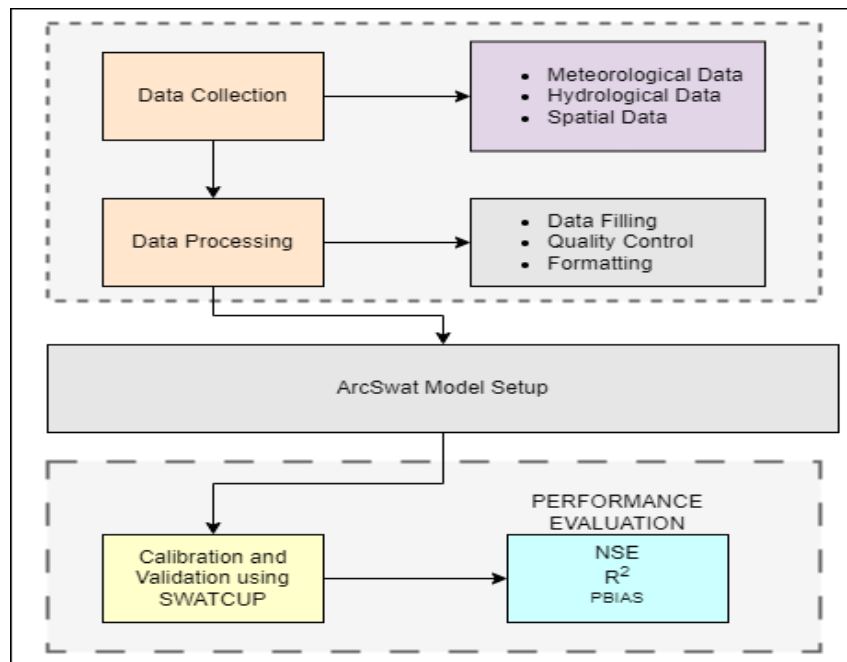 Data Collection
• Meteorological Data
• Hydrological Data
• Spatial Data
Data Processing
• Data Filling
• Quality Control
• Formatting
ArcSwat Model Setup
Calibration and
Validation using
SWATCUP
PERFORMANCE
EVALUATION
NSE
R²
PBIAS